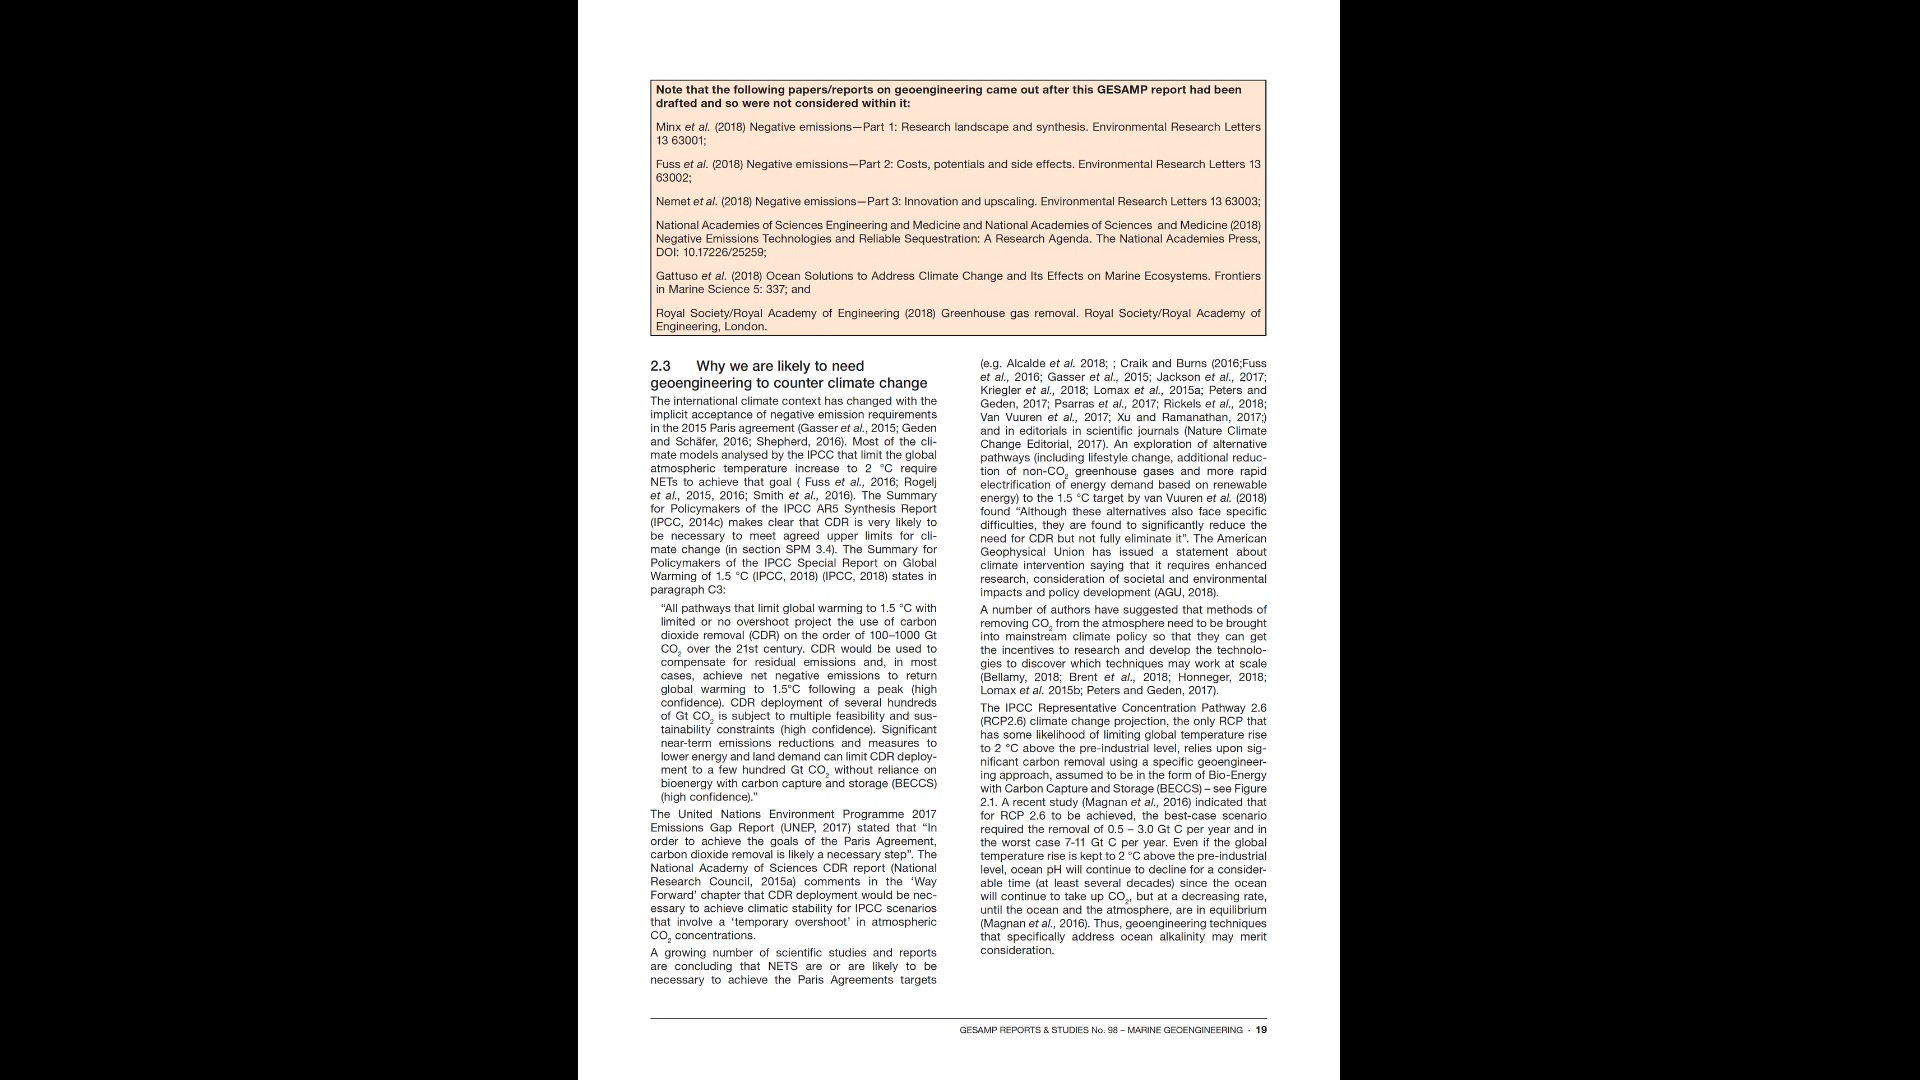 Note that the following papers/reports on geoengineering came out after this GESAMP report had been
drafted and so were not considered within it:
Minx et al. (2018) Negative emissions—Part 1: Research landscape and synthesis. Environmental Research Letters
13 63001;
Fuss et al. (2018) Negative emissions—Part 2: Costs, potentials and side effects. Environmental Research Letters 13
63002;
Nemet et al. (2018) Negative emissions—Part 3: Innovation and upscaling. Environmental Research Letters 13 63003;
National Academies of Sciences Engineering and Medicine and National Academies of Sciences and Medicine (2018)
Negative Emissions Technologies and Reliable Sequestration: A Research Agenda. The National Academies Press,
DOI: 10.17226/25259;
Gattuso et al. (2018) Ocean Solutions to Address Climate Change and Its Effects on Marine Ecosystems. Frontiers
in Marine Science 5: 337; and
Royal Society/Royal Academy of Engineering (2018) Greenhouse gas removal. Royal Society/Royal Academy of
Engineering, London.
2.3 Why we are likely to need
geoengineering to counter climate change
The international climate context has changed with the
implicit acceptance of negative emission requirements
in the 2015 Paris agreement (Gasser et al., 2015; Geden
and Schäfer, 2016; Shepherd, 2016). Most of the cli-
mate models analysed by the IPCC that limit the global
atmospheric temperature increase to 2 °C require
NETs to achieve that goal ( Fuss et al., 2016; Rogelj
et al., 2015, 2016; Smith et al., 2016). The Summary
for Policymakers of the IPCC AR5 Synthesis Report
(IPCC, 2014c) makes clear that CDR is very likely to
be necessary to meet agreed upper limits for cli-
mate change (in section SPM 3.4). The Summary for
Policymakers of the IPCC Special Report on Global
Warming of 1.5 °C (IPCC, 2018) (IPCC, 2018) states in
paragraph C3:
“All pathways that limit global warming to 1.5 °C with
limited or no overshoot project the use of carbon
dioxide removal (CDR) on the order of 100–1000 Gt
CO2 over the 21st century. CDR would be used to
compensate for residual emissions and, in most
cases, achieve net negative emissions to return
global warming to 1.5°C following a peak (high
confidence). CDR deployment of several hundreds
of Gt CO2 is subject to multiple feasibility and sus-
tainability constraints (high confidence). Significant
near-term emissions reductions and measures to
lower energy and land demand can limit CDR deploy-
ment to a few hundred Gt CO2 without reliance on
bioenergy with carbon capture and storage (BECCS)
(high confidence).”
The United Nations Environment Programme 2017
Emissions Gap Report (UNEP, 2017) stated that “In
order to achieve the goals of the Paris Agreement,
carbon dioxide removal is likely a necessary step”. The
National Academy of Sciences CDR report (National
Research Council, 2015a) comments in the ‘Way
Forward’ chapter that CDR deployment would be nec-
essary to achieve climatic stability for IPCC scenarios
that involve a ‘temporary overshoot’ in atmospheric
CO2 concentrations.
A growing number of scientific studies and reports
are concluding that NETS are or are likely to be
necessary to achieve the Paris Agreements targets
(e.g. Alcalde et al. 2018; ; Craik and Burns (2016;Fuss
et al., 2016; Gasser et al., 2015; Jackson et al., 2017;
Kriegler et al., 2018; Lomax et al., 2015a; Peters and
Geden, 2017; Psarras et al., 2017; Rickels et al., 2018;
Van Vuuren et al., 2017; Xu and Ramanathan, 2017;)
and in editorials in scientific journals (Nature Climate
Change Editorial, 2017). An exploration of alternative
pathways (including lifestyle change, additional reduc-
tion of non-CO2 greenhouse gases and more rapid
electrification of energy demand based on renewable
energy) to the 1.5 °C target by van Vuuren et al. (2018)
found “Although these alternatives also face specific
difficulties, they are found to significantly reduce the
need for CDR but not fully eliminate it”. The American
Geophysical Union has issued a statement about
climate intervention saying that it requires enhanced
research, consideration of societal and environmental
impacts and policy development (AGU, 2018).
A number of authors have suggested that methods of
removing CO2 from the atmosphere need to be brought
into mainstream climate policy so that they can get
the incentives to research and develop the technolo-
gies to discover which techniques may work at scale
(Bellamy, 2018; Brent et al., 2018; Honneger, 2018;
Lomax et al. 2015b; Peters and Geden, 2017).
The IPCC Representative Concentration Pathway 2.6
(RCP2.6) climate change projection, the only RCP that
has some likelihood of limiting global temperature rise
to 2 °C above the pre-industrial level, relies upon sig-
nificant carbon removal using a specific geoengineer-
ing approach, assumed to be in the form of Bio-Energy
with Carbon Capture and Storage (BECCS) – see Figure
2.1. A recent study (Magnan et al., 2016) indicated that
for RCP 2.6 to be achieved, the best-case scenario
required the removal of 0.5 – 3.0 Gt C per year and in
the worst case 7-11 Gt C per year. Even if the global
temperature rise is kept to 2 °C above the pre-industrial
level, ocean pH will continue to decline for a consider-
able time (at least several decades) since the ocean
will continue to take up CO2, but at a decreasing rate,
until the ocean and the atmosphere, are in equilibrium
(Magnan et al., 2016). Thus, geoengineering techniques
that specifically address ocean alkalinity may merit
consideration.
GESAMP REPORTS & STUDIES No. 98 – MARINE GEOENGINEERING · 19